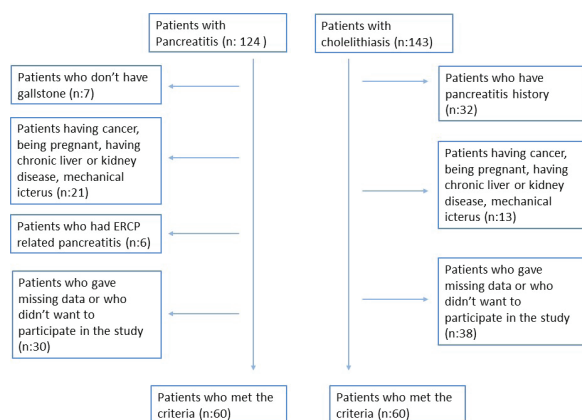 Patients with
Pancreatitis (n: 124 )
Patients with
cholelithiasis (n:143)
Patients who don't have
gallstone (n:7)
Patients who have
pancreatitis history
(n:32)
Patients having cancer,
being pregnant, having
chronic liver or kidney
disease, mechanical
icterus (n:21)
Patients having cancer,
being pregnant, having
chronic liver or kidney
disease, mechanical
icterus (n:13)
Patients who had ERCP
related pancreatitis (n:6)
Patients who gave
missing data or who
didn't want to
participate in the study
(n:30)
Patients who gave
missing data or who
didn't want to
participate in the study
(n:38)
Patients who met the
criteria (n:60)
Patients who met the
criteria (n:60)